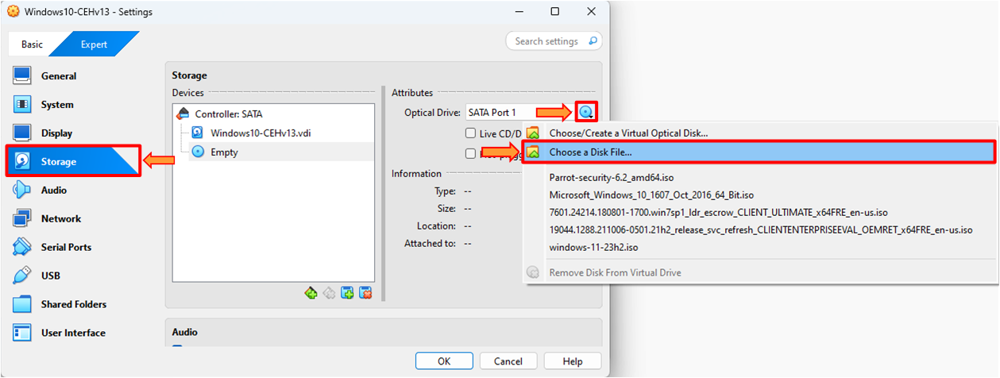 Windows10-CEHv13 - Settings
Basic
Expert
Search settings
General
System
Display
Storage
Audio
Network
Serial Ports
USB
Shared Folders
User Interface
Storage
Devices
Controller: SATA
Windows10-CEHv13.vdi
Empty
Attributes
Optical Drive: SATA Port 1
Live CD/D
Information
Type: --
Size: --
Location: --
Attached to: --
Choose/Create a Virtual Optical Disk...
Choose a Disk File...
Parrot-security-6.2_amd64.iso
Microsoft_Windows_10_1607_Oct_2016_64_Bit.iso
7601.24214.180801-1700.win7sp1_ldr_escrow_CLIENT_ULTIMATE_x64FRE_en-us.iso
19044.1288.211006-0501.21h2_release_svc_refresh_CLIENTENTERPRISEEVAL_OEMRET_x64FRE_en-us.iso
windows-11-23h2.iso
Remove Disk From Virtual Drive
Audio
OK
Cancel
Help